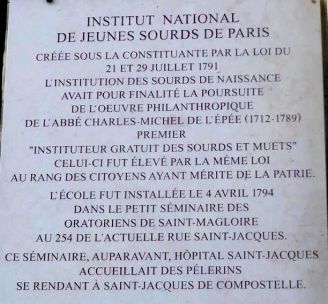 INSTITUT NATIONAL
DE JEUNES SOURDS DE PARIS
CRÉÉE SOUS LA CONSTITUANTE PAR LA LOI DU
21 ET 29 JUILLET 1791
L'INSTITUTION DES SOURDS DE NAISSANCE
AVAIT POUR FINALITÉ LA POURSUITE
DE L'OEUVRE PHILANTHROPIQUE
DE L'ABBÉ CHARLES-MICHEL DE L'ÉPÉE (1712-1789)
PREMIER
"INSTITUTEUR GRATUIT DES SOURDS ET MUETS"
CELUI-CI FUT ÉLEVÉ PAR LA MÊME LOI
AU RANG DES CITOYENS AYANT MÉRITE DE LA PATRIE.
L'ÉCOLE FUT INSTALLÉE LE 4 AVRIL 1794
DANS LE PETIT SÉMINAIRE DES
ORATORIENS DE SAINT-MAGLOIRE
AU 254 DE L'ACTUELLE RUE SAINT-JACQUES.
CE SÉMINAIRE, AUPARAVANT, HÔPITAL SAINT-JACQUES
ACCUEILLAIT DES PÉLERINS
SE RENDANT À SAINT-JACQUES DE COMPOSTELLE.